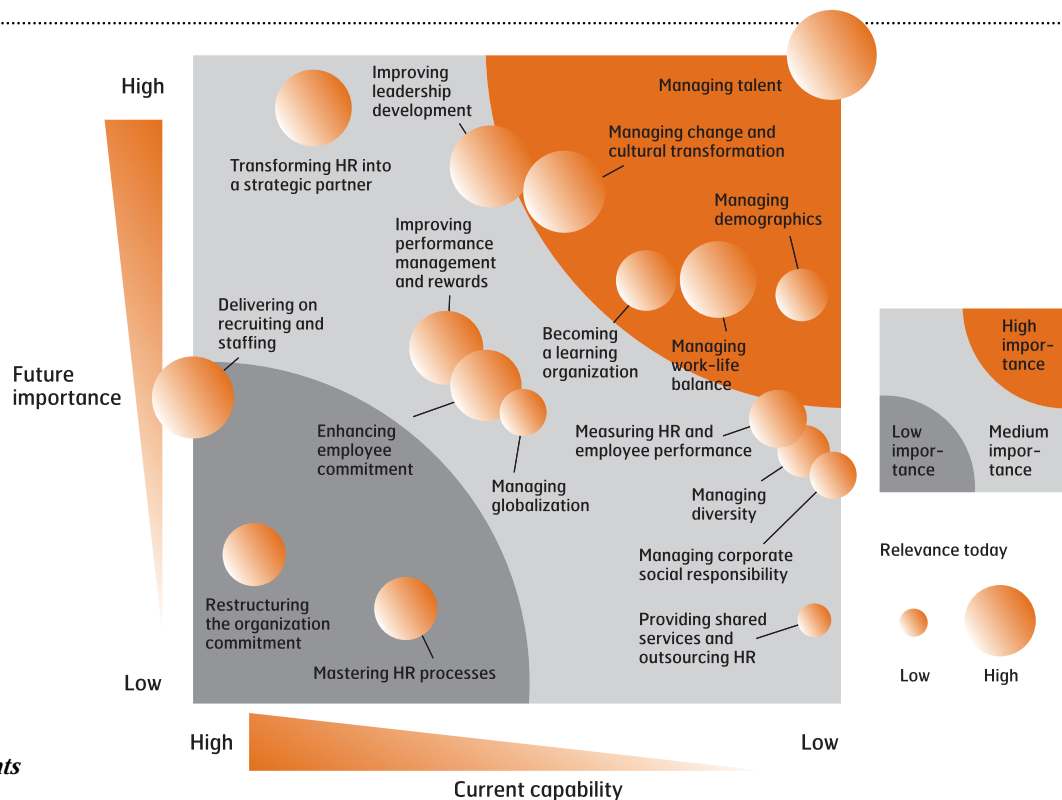 High
Improving
leadership
development
Managing talent
Managing change and
cultural transformation
Transforming HR into
a strategic partner
Managing
demographics
Improving
performance
management
and rewards
Delivering on
recruiting and
staffing
Becoming
a learning
organization
Managing
work-life
balance
High
impor-
tance
Future
importance
Enhancing
employee
commitment
Measuring HR and
employee performance
Low
impor-
tance
Medium
impor-
tance
Managing
globalization
Managing
diversity
Managing corporate
social responsibility
Relevance today
Restructuring
the organization
commitment
Providing shared
services and
outsourcing HR
Mastering HR processes
Low
High
Low
High
Low
nts
Current capability